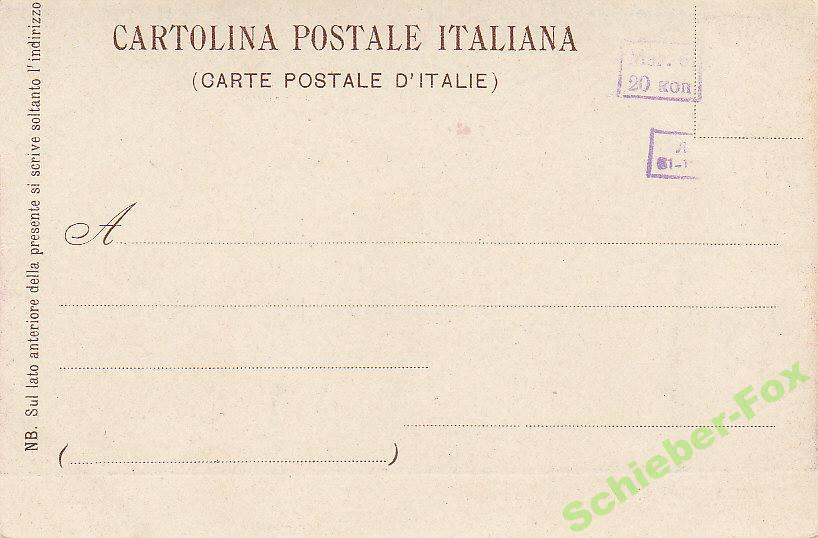 CARTOLINA POSTALE ITALIANA
(CARTE POSTALE D'ITALIE)
20 коп
A
( )
NB. Sul lato anteriore della presente si scrive soltanto l'indirizzo
Schieber-Fox